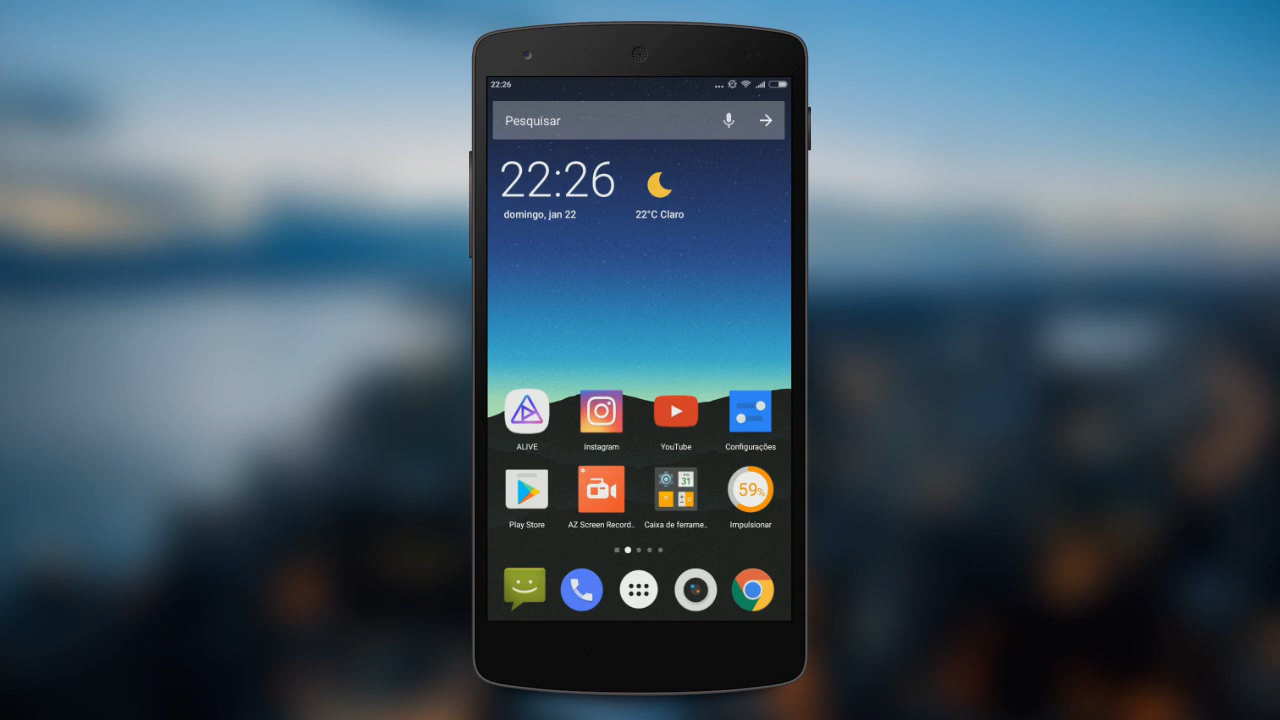 22:26
Pesquisar
22:26
domingo, jan 22
22°C Claro
ALIVE
Instagram
YouTube
Configurações
31
Play Store
AZ Screen Record..
Caixa de ferrame..
59%
Impulsionar